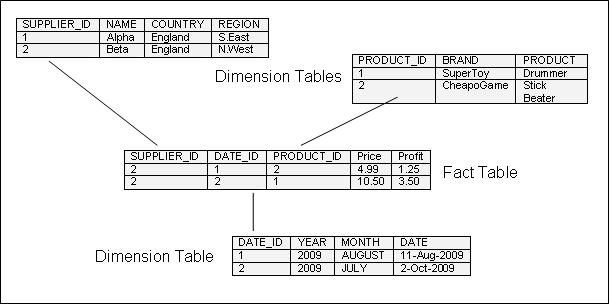 SUPPLIER_ID NAME COUNTRY REGION
1 Alpha England S.East
2 Beta England N.West
Dimension Tables
PRODUCT_ID BRAND PRODUCT
1 SuperToy Drummer
2 CheapoGame Stick
Beater
SUPPLIER_ID DATE_ID PRODUCT_ID Price Profit
2 1 2 4.99 1.25
2 2 1 10.50 3.50
Fact Table
Dimension Table
DATE_ID YEAR MONTH DATE
1 2009 AUGUST 11-Aug-2009
2 2009 JULY 2-Oct-2009